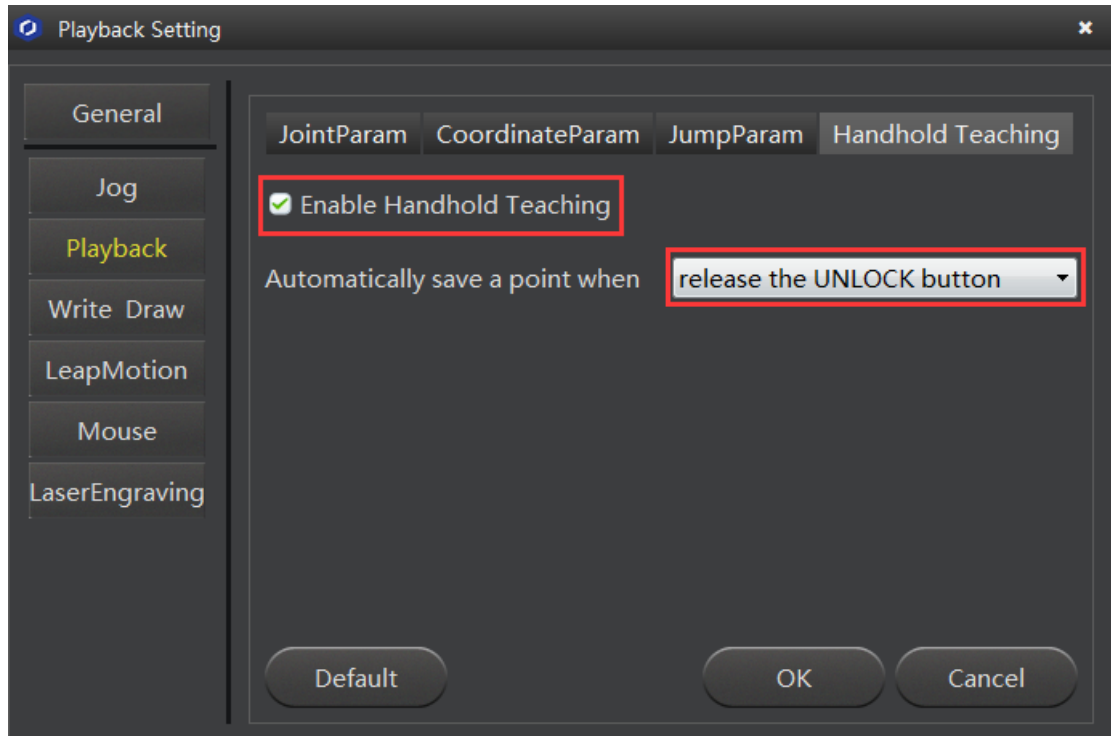 Playback Setting
General
Jog
Playback
Write Draw
LeapMotion
Mouse
LaserEngraving
JointParam CoordinateParam JumpParam Handhold Teaching
Enable Handhold Teaching
Automatically save a point when release the UNLOCK button
Default OK Cancel